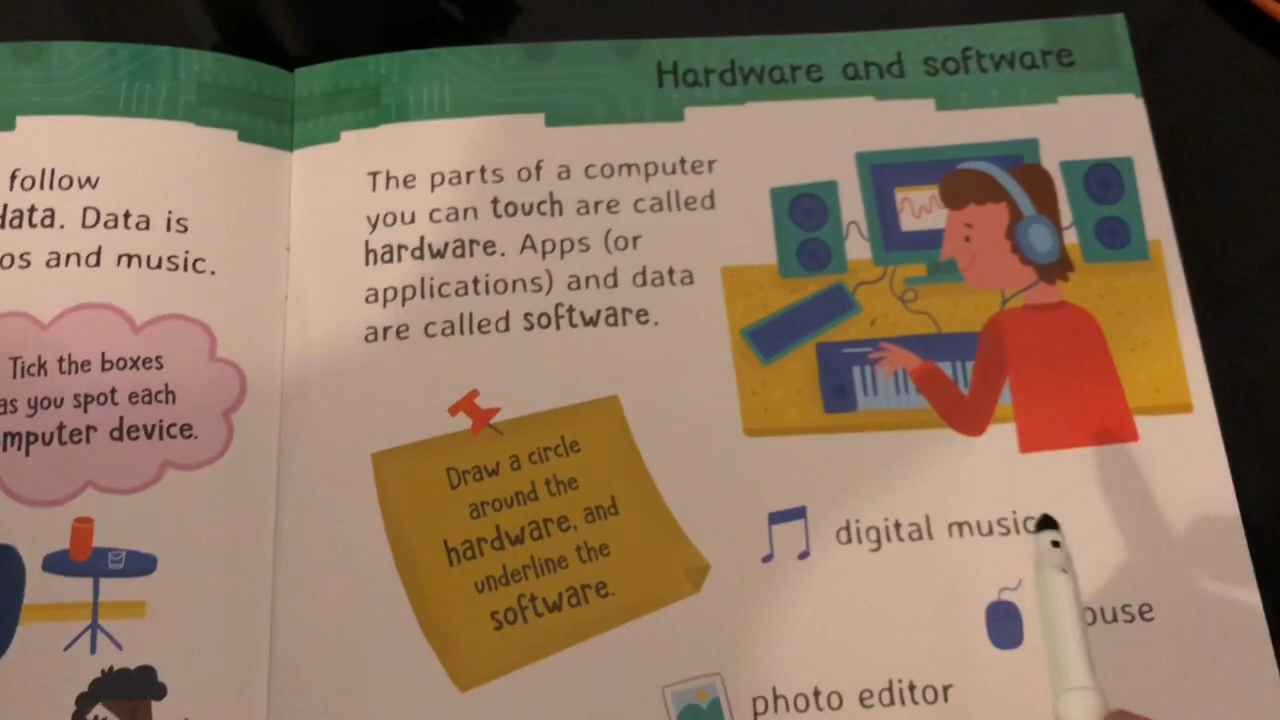 Hardware and software
follow
data. Data is
os and music.
Tick the boxes
as you spot each
mputer device.
The parts of a computer
you can touch are called
hardware. Apps (or
applications) and data
are called software.
Draw a circle
around the
hardware, and
underline the
software.
digital music
ouse
photo editor